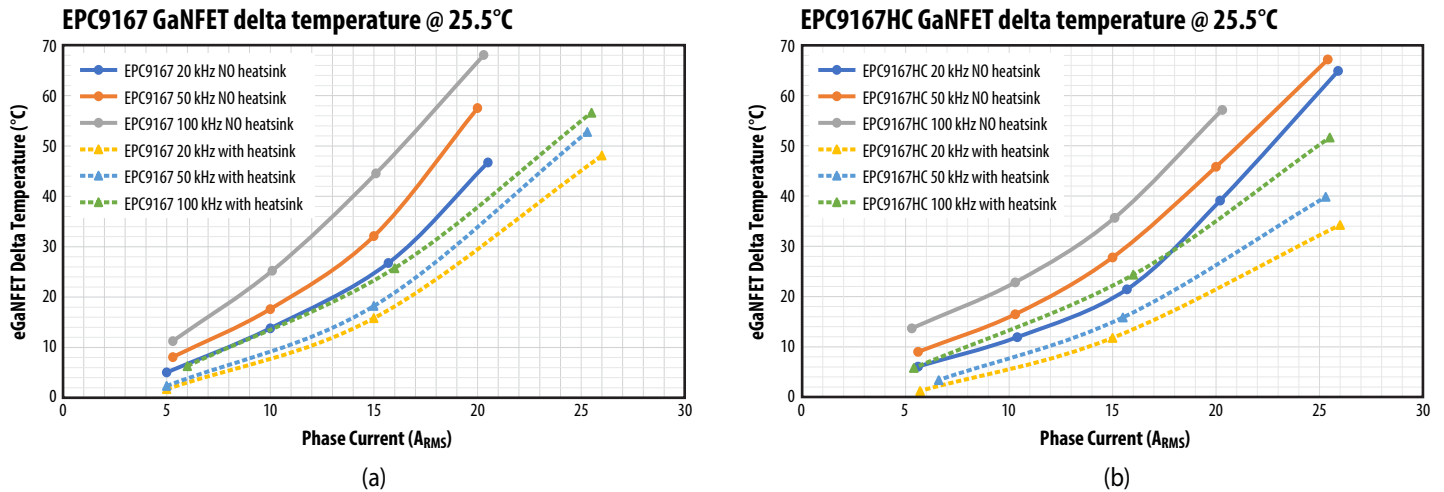 EPC9167 GaNFET delta temperature @ 25.5°C
70
60
50
40
30
20
10
0
eGaNFET Delta Temperature (°C)
EPC9167 20 kHz NO heatsink
EPC9167 50 kHz NO heatsink
EPC9167 100 kHz NO heatsink
EPC9167 20 kHz with heatsink
EPC9167 50 kHz with heatsink
EPC9167 100 kHz with heatsink
0 5 10 15 20 25 30
Phase Current (ARMS)
(a)
EPC9167HC GaNFET delta temperature @ 25.5°C
70
60
50
40
30
20
10
0
eGaNFET Delta Temperature (°C)
EPC9167HC 20 kHz NO heatsink
EPC9167HC 50 kHz NO heatsink
EPC9167HC 100 kHz NO heatsink
EPC9167HC 20 kHz with heatsink
EPC9167HC 50 kHz with heatsink
EPC9167HC 100 kHz with heatsink
0 5 10 15 20 25 30
Phase Current (ARMS)
(b)